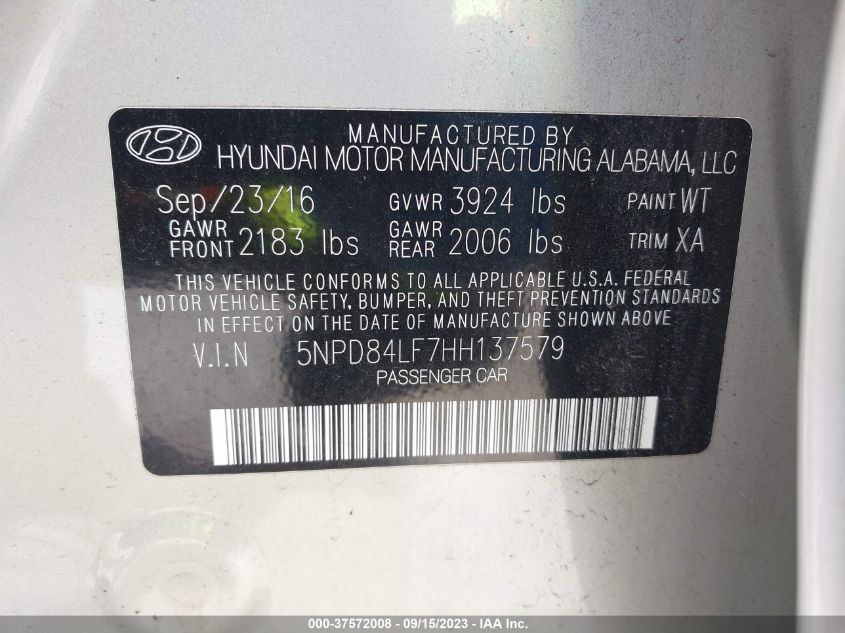 MANUFACTURED BY
HYUNDAI MOTOR MANUFACTURING ALABAMA, LLC
Sep/23/16 GVWR 3924 lbs PAINT WT
GAWR FRONT 2183 lbs GAWR REAR 2006 lbs TRIM XA
THIS VEHICLE CONFORMS TO ALL APPLICABLE U.S.A. FEDERAL
MOTOR VEHICLE SAFETY, BUMPER, AND THEFT PREVENTION STANDARDS
IN EFFECT ON THE DATE OF MANUFACTURE SHOWN ABOVE
V.I.N 5NPD84LF7HH137579
PASSENGER CAR
000-37572008 - 09/15/2023 - IAA Inc.